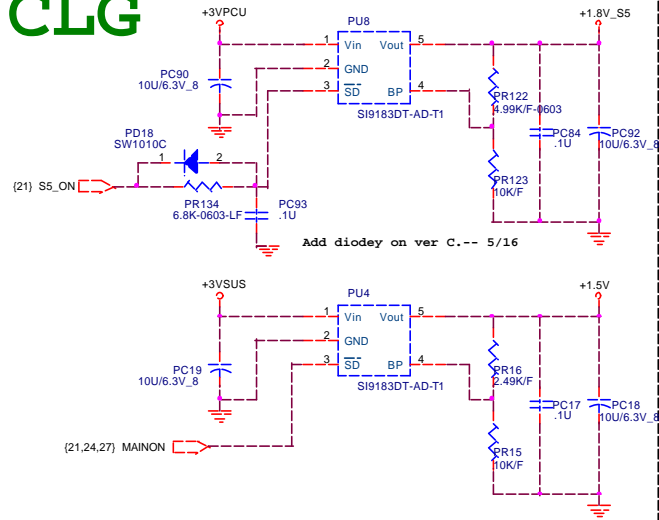 CLG
+3VPCU
+1.8V_S5
PU8
1 Vin Vout 5
2 GND
3 SD BP 4
SI9183DT-AD-T1
PC90
10U/6.3V_8
PR122
4.99K/F-0603
PC84
.1U
PC92
10U/6.3V_8
PD18
SW1010C
1 2
PR123
10K/F
{21} S5_ON
PR134
6.8K-0603-LF
PC93
.1U
Add diodey on ver C.-- 5/16
+3VSUS
+1.5V
PU4
1 Vin Vout 5
2 GND
3 SD BP 4
SI9183DT-AD-T1
PC19
10U/6.3V_8
PR16
2.49K/F
PC17
.1U
PC18
10U/6.3V_8
{21,24,27} MAINON
PR15
10K/F